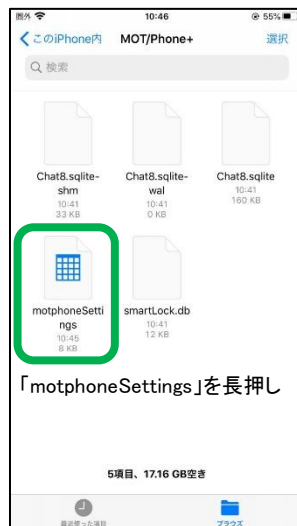 圏外 10:46 55%
このiPhone内 MOT/Phone+ 選択
検索
Chat8.sqlite-shm
10:41
33 KB
Chat8.sqlite-wal
10:41
0 KB
Chat8.sqlite
10:41
160 KB
motphoneSettings
10:45
8 KB
smartLock.db
10:41
12 KB
「motphoneSettings」を長押し
5項目、17.16 GB空き
最近使った項目 ブラウズ